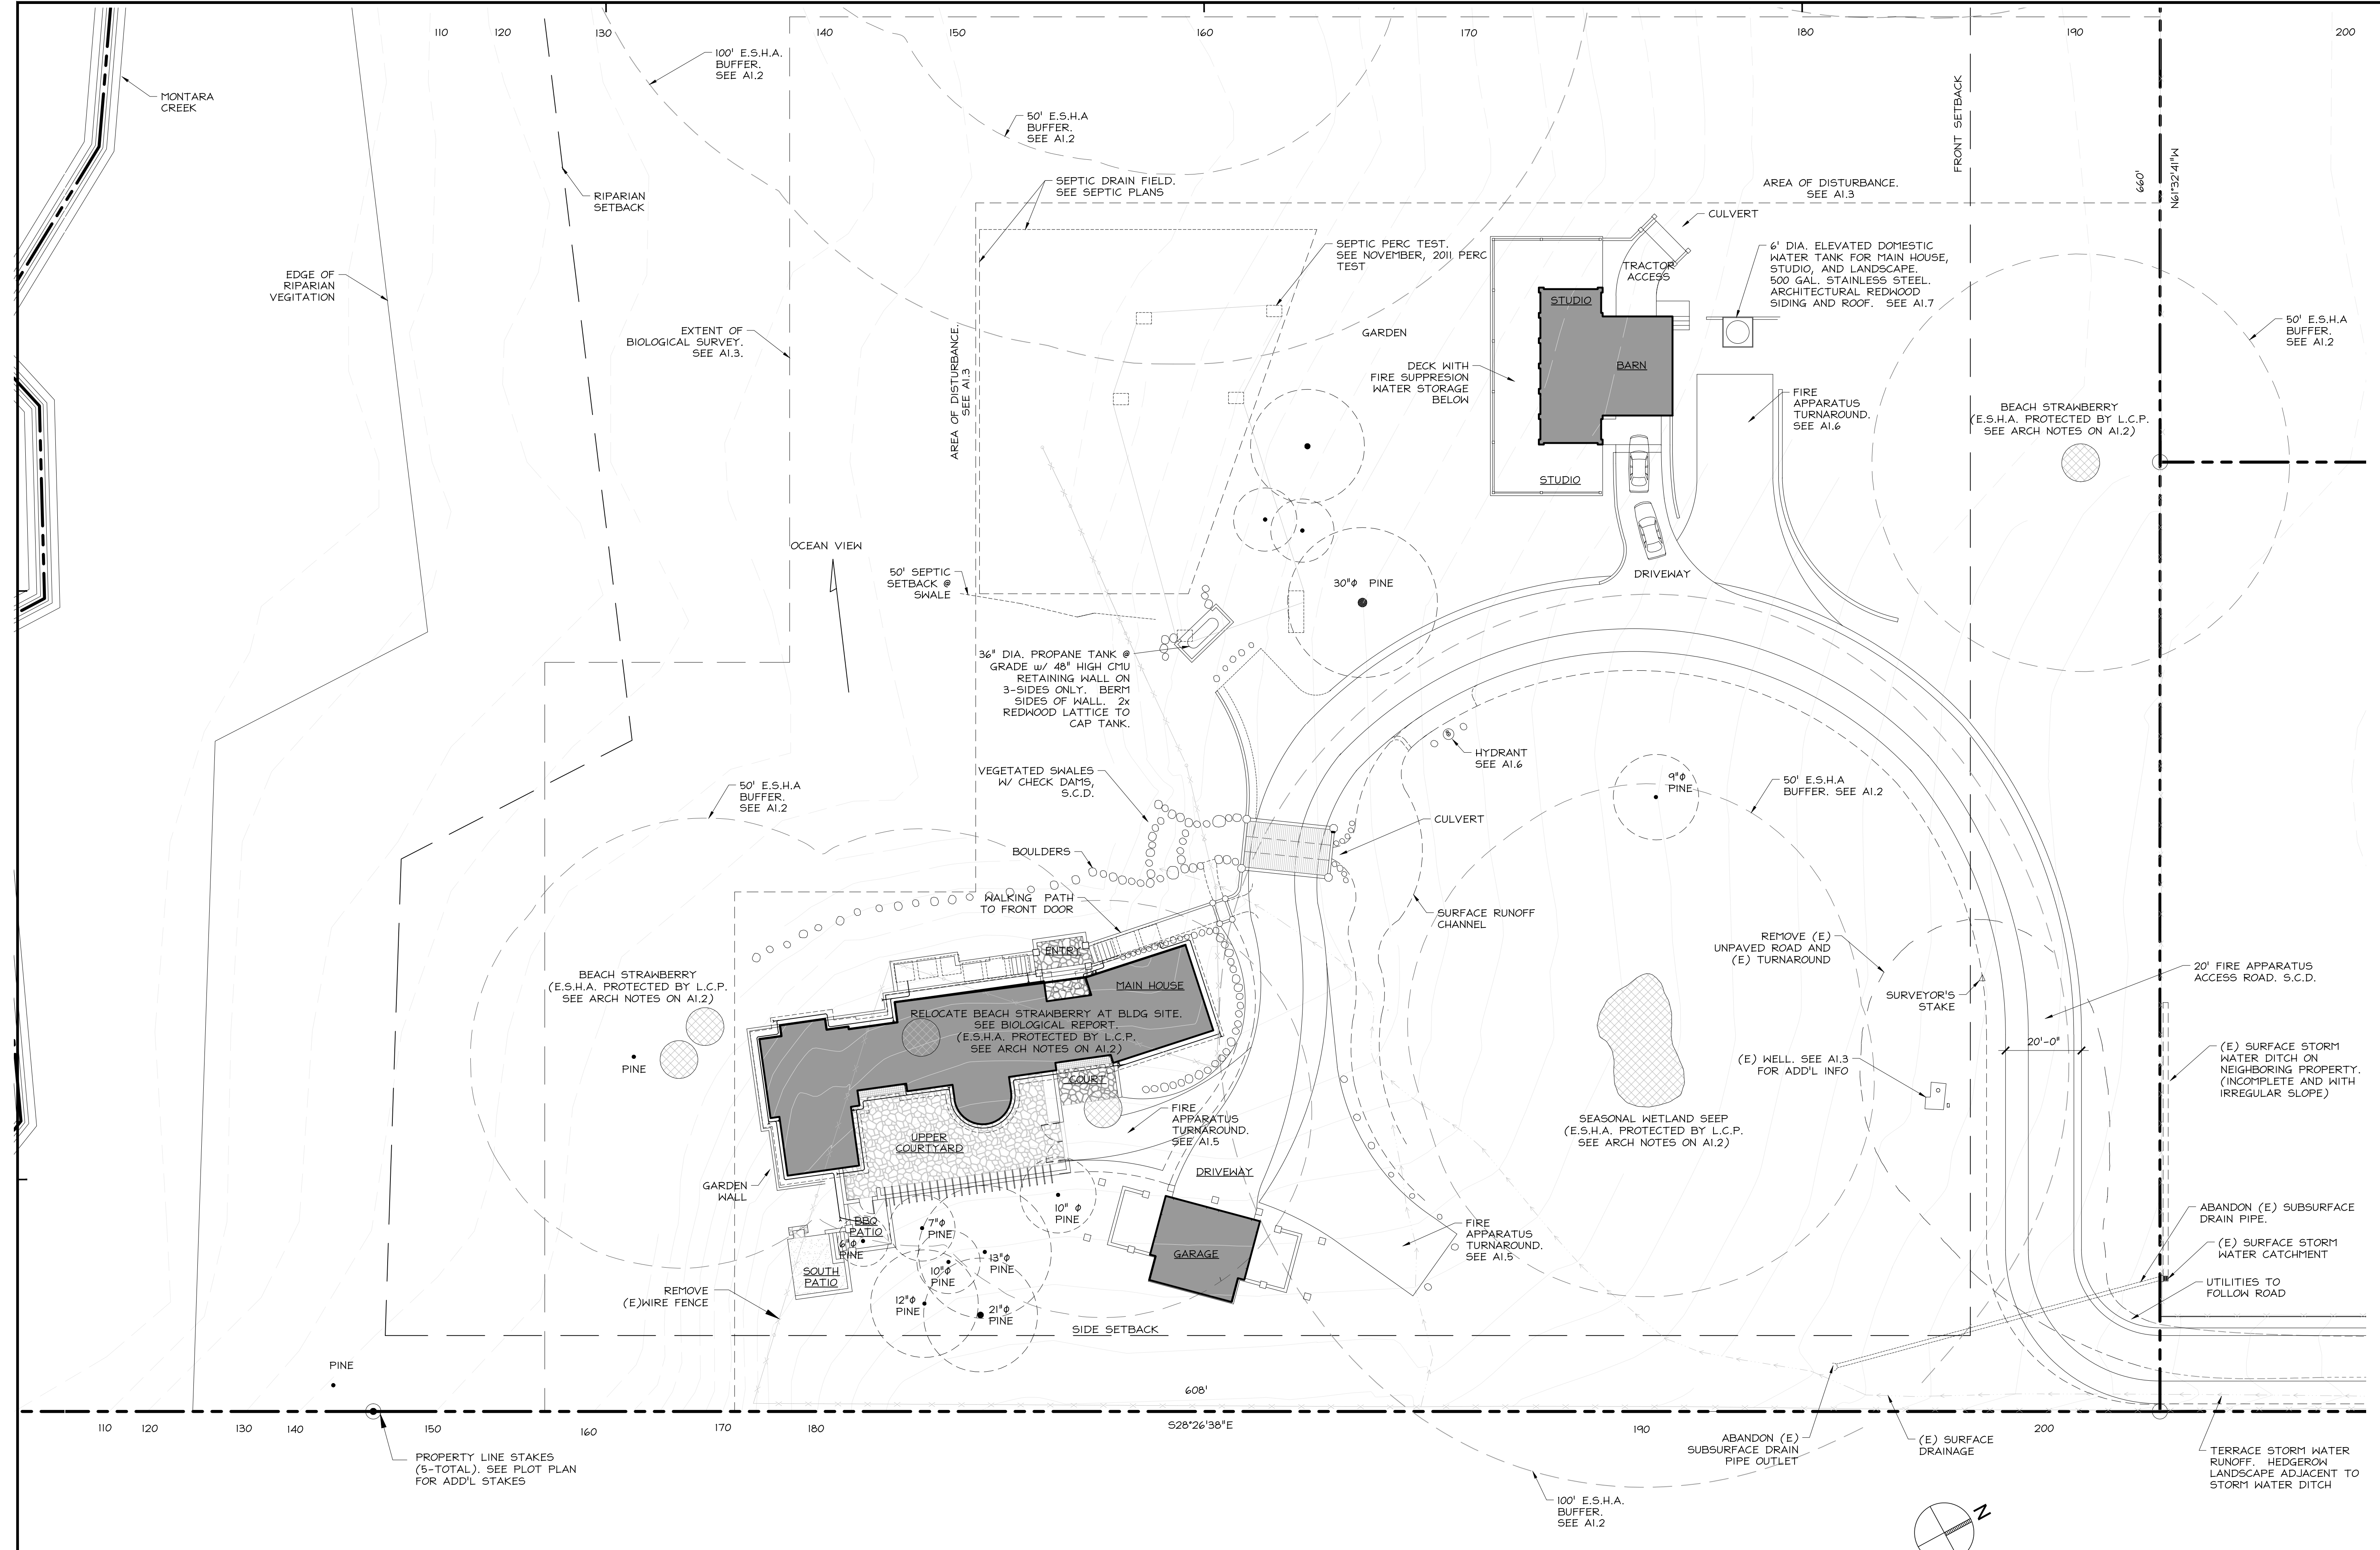 110
120
130
140
150
160
170
180
190
200
MONTARA
CREEK
100' E.S.H.A.
BUFFER.
SEE A1.2
50' E.S.H.A
BUFFER.
SEE A1.2
FRONT SETBACK
RIPARIAN
SETBACK
SEPTIC DRAIN FIELD.
SEE SEPTIC PLANS
AREA OF DISTURBANCE.
SEE A1.3
660'
N61°32'41"W
CULVERT
EDGE OF
RIPARIAN
VEGITATION
SEPTIC PERC TEST.
SEE NOVEMBER, 2011 PERC
TEST
TRACTOR
ACCESS
6' DIA. ELEVATED DOMESTIC
WATER TANK FOR MAIN HOUSE,
STUDIO, AND LANDSCAPE.
500 GAL. STAINLESS STEEL.
ARCHITECTURAL REDWOOD
SIDING AND ROOF.  SEE A1.7
STUDIO
EXTENT OF
BIOLOGICAL SURVEY.
SEE A1.3.
AREA OF DISTURBANCE.
SEE A1.3
GARDEN
50' E.S.H.A
BUFFER.
SEE A1.2
DECK WITH
FIRE SUPPRESION
WATER STORAGE
BELOW
BARN
FIRE
APPARATUS
TURNAROUND.
SEE A1.6
BEACH STRAWBERRY
(E.S.H.A. PROTECTED BY L.C.P.
SEE ARCH NOTES ON A1.2)
STUDIO
OCEAN VIEW
50' SEPTIC
SETBACK @
SWALE
30"ϕ PINE
DRIVEWAY
36" DIA. PROPANE TANK @
GRADE w/ 48" HIGH CMU
RETAINING WALL ON
3-SIDES ONLY.  BERM
SIDES OF WALL.  2x
REDWOOD LATTICE TO
CAP TANK.
HYDRANT
SEE A1.6
VEGETATED SWALES
W/ CHECK DAMS,
S.C.D.
50' E.S.H.A
BUFFER.
SEE A1.2
9"ϕ
PINE
50' E.S.H.A
BUFFER. SEE A1.2
CULVERT
BOULDERS
WALKING PATH
TO FRONT DOOR
SURFACE RUNOFF
CHANNEL
REMOVE (E)
UNPAVED ROAD AND
(E) TURNAROUND
ENTRY
BEACH STRAWBERRY
(E.S.H.A. PROTECTED BY L.C.P.
SEE ARCH NOTES ON A1.2)
MAIN HOUSE
20' FIRE APPARATUS
ACCESS ROAD. S.C.D.
SURVEYOR'S
STAKE
RELOCATE BEACH STRAWBERRY AT BLDG SITE.
SEE BIOLOGICAL REPORT.
(E.S.H.A. PROTECTED BY L.C.P.
SEE ARCH NOTES ON A1.2)
PINE
20'-0"
(E) WELL. SEE A1.3
FOR ADD'L INFO
(E) SURFACE STORM
WATER DITCH ON
NEIGHBORING PROPERTY.
(INCOMPLETE AND WITH
IRREGULAR SLOPE)
COURT
FIRE
APPARATUS
TURNAROUND.
SEE A1.5
SEASONAL WETLAND SEEP
(E.S.H.A. PROTECTED BY L.C.P.
SEE ARCH NOTES ON A1.2)
UPPER
COURTYARD
DRIVEWAY
GARDEN
WALL
10" ϕ
PINE
ABANDON (E) SUBSURFACE
DRAIN PIPE.
BBQ
PATIO
7"ϕ
PINE
6"ϕ
PINE
FIRE
APPARATUS
TURNAROUND.
SEE A1.5
GARAGE
(E) SURFACE STORM
WATER CATCHMENT
13"ϕ
PINE
SOUTH
PATIO
10"ϕ
PINE
UTILITIES TO
FOLLOW ROAD
REMOVE
(E)WIRE FENCE
12"ϕ
PINE
21"ϕ
PINE
SIDE SETBACK
PINE
608'
S28°26'38"E
110
120
130
140
150
160
170
180
190
200
PROPERTY LINE STAKES
(5-TOTAL). SEE PLOT PLAN
FOR ADD'L STAKES
ABANDON (E)
SUBSURFACE DRAIN
PIPE OUTLET
(E) SURFACE
DRAINAGE
TERRACE STORM WATER
RUNOFF.  HEDGEROW
LANDSCAPE ADJACENT TO
STORM WATER DITCH
100' E.S.H.A.
BUFFER.
SEE A1.2
N